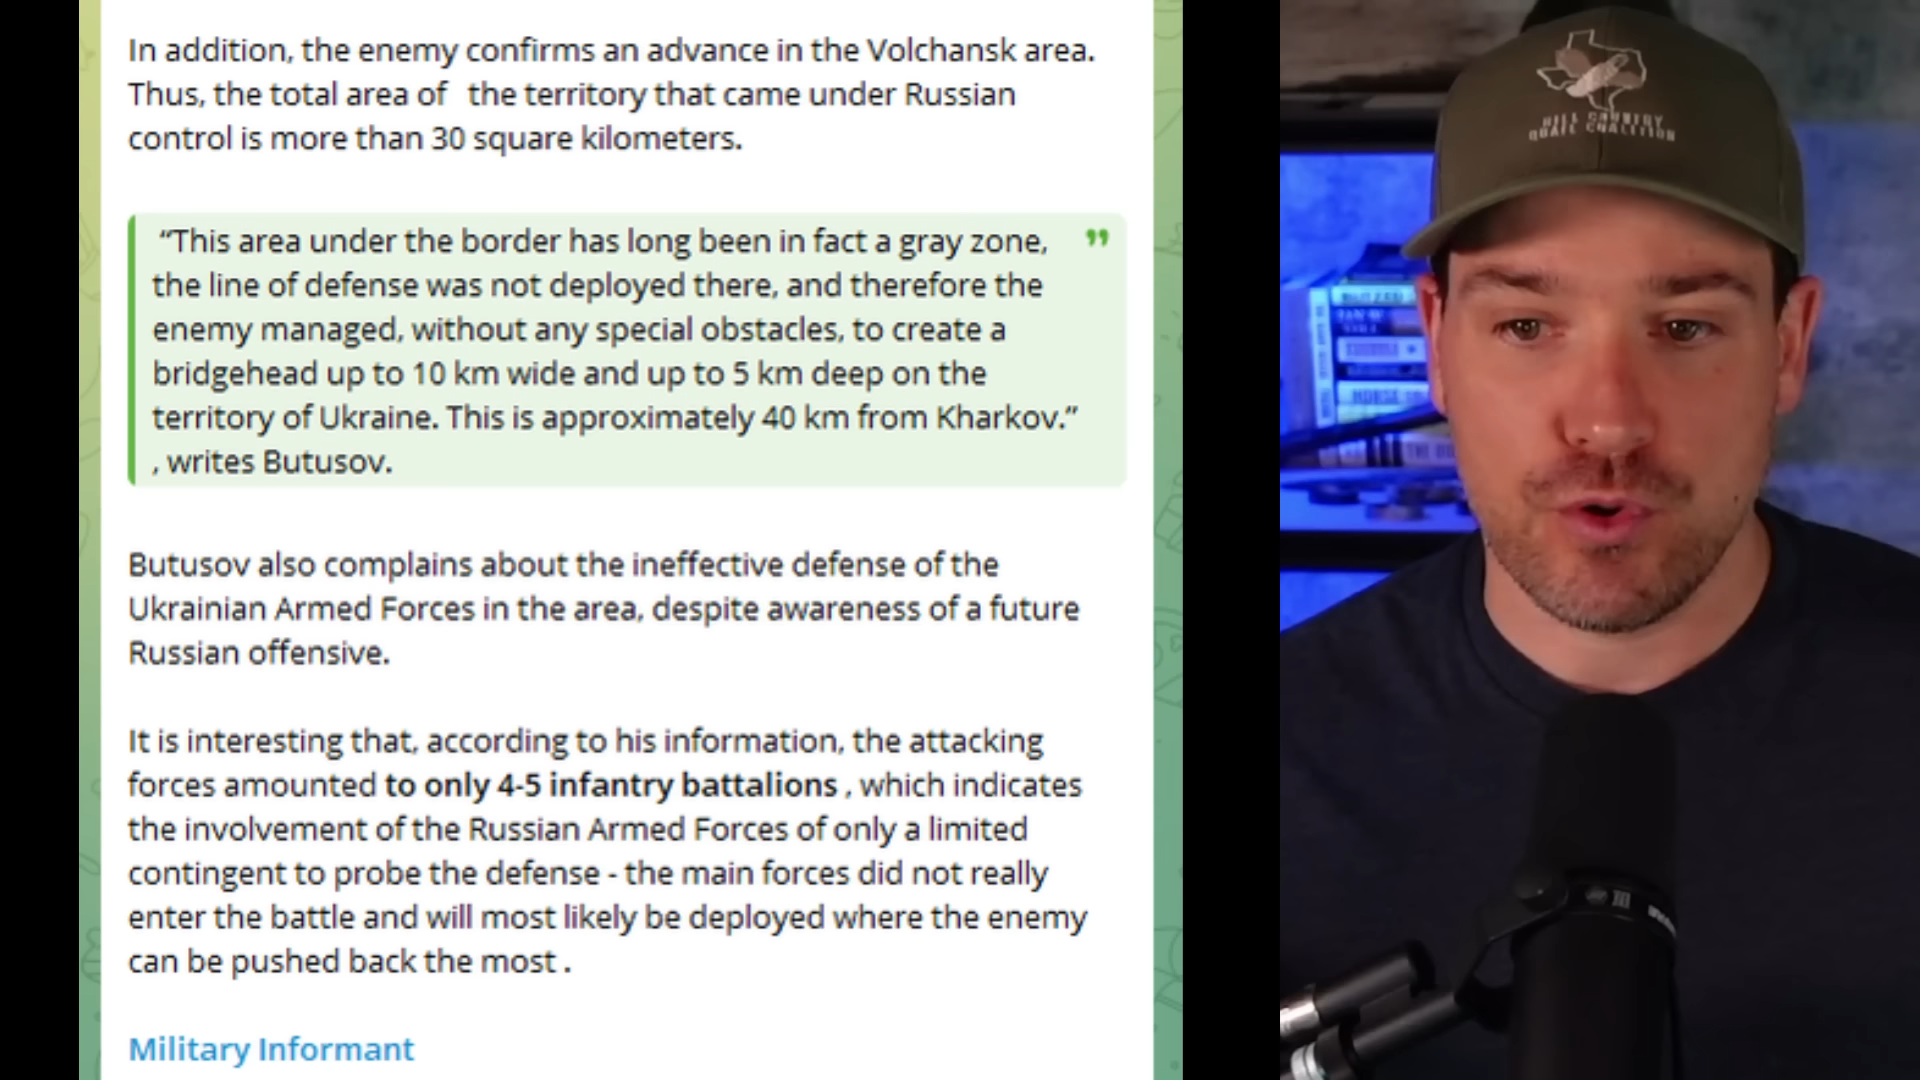 In addition, the enemy confirms an advance in the Volchansk area.
Thus, the total area of the territory that came under Russian
control is more than 30 square kilometers.
“This area under the border has long been in fact a gray zone,
the line of defense was not deployed there, and therefore the
enemy managed, without any special obstacles, to create a
bridgehead up to 10 km wide and up to 5 km deep on the
territory of Ukraine. This is approximately 40 km from Kharkov.”
, writes Butusov.
Butusov also complains about the ineffective defense of the
Ukrainian Armed Forces in the area, despite awareness of a future
Russian offensive.
It is interesting that, according to his information, the attacking
forces amounted to only 4-5 infantry battalions , which indicates
the involvement of the Russian Armed Forces of only a limited
contingent to probe the defense - the main forces did not really
enter the battle and will most likely be deployed where the enemy
can be pushed back the most .
Military Informant
HILL COUNTRY
QUAIL COALITION